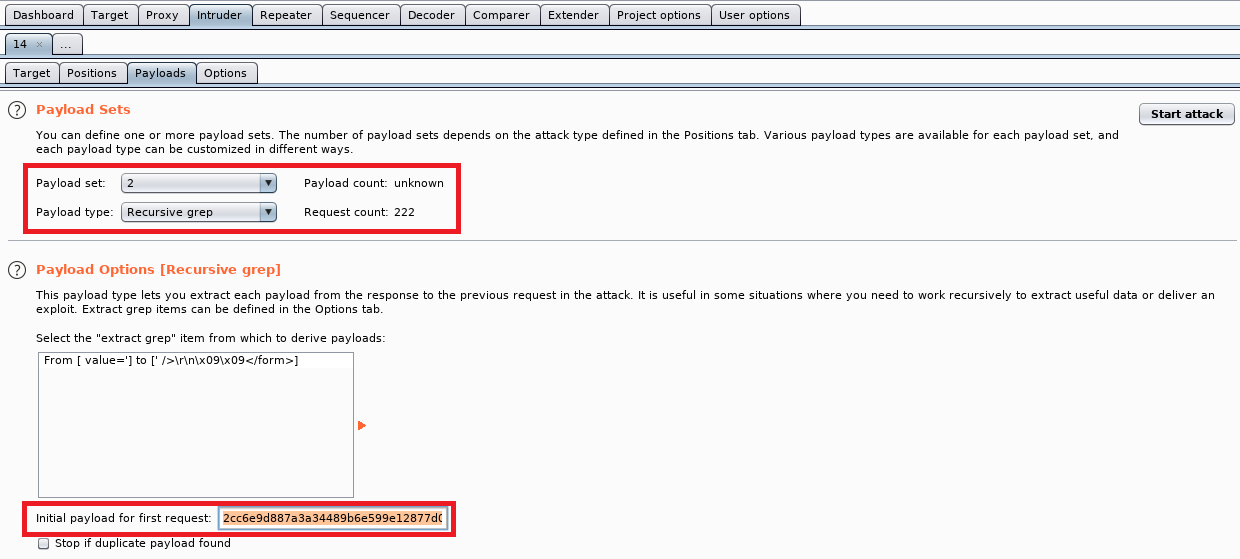 Dashboard Target Proxy Intruder Repeater Sequencer Decoder Comparer Extender Project options User options
14 × ...
Target Positions Payloads Options
? Payload Sets
Start attack
You can define one or more payload sets. The number of payload sets depends on the attack type defined in the Positions tab. Various payload types are available for each payload set, and
each payload type can be customized in different ways.
Payload set: 2 Payload count: unknown
Payload type: Recursive grep Request count: 222
? Payload Options [Recursive grep]
This payload type lets you extract each payload from the response to the previous request in the attack. It is useful in some situations where you need to work recursively to extract useful data or deliver an
exploit. Extract grep items can be defined in the Options tab.
Select the "extract grep" item from which to derive payloads:
From [ value='] to [' />\r\n\x09\x09</form>]
Initial payload for first request: 2cc6e9d887a3a34489b6e599e12877d0
Stop if duplicate payload found